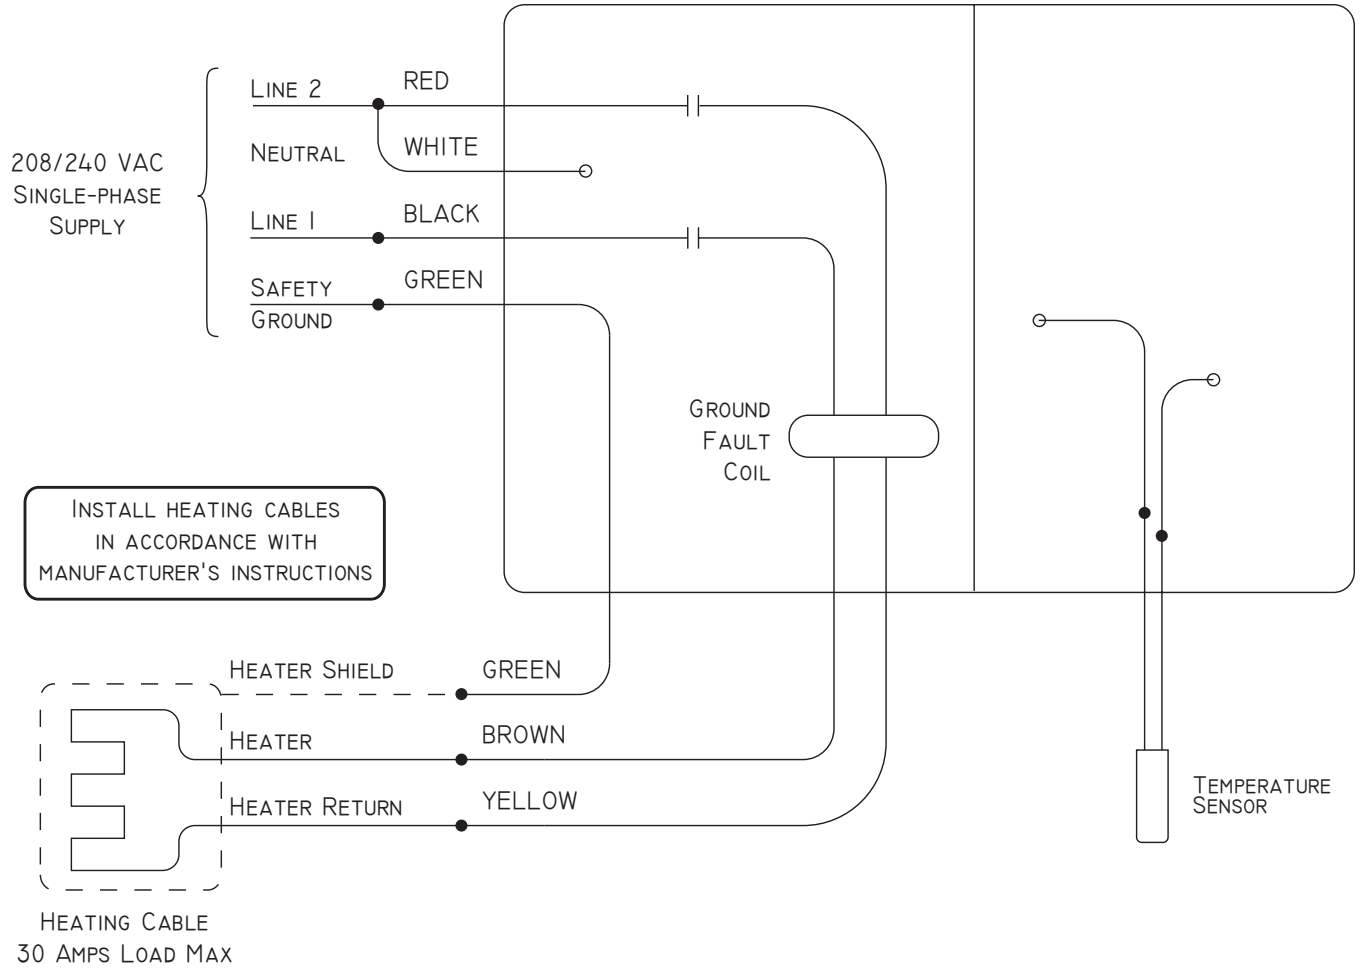 208/240 VAC
Single-phase
Supply
Line 2
RED
Neutral
WHITE
Line 1
BLACK
Safety
Ground
GREEN
Ground
Fault
Coil
Install heating cables
in accordance with
manufacturer's instructions
Heater Shield
GREEN
Heater
BROWN
Heater Return
YELLOW
Temperature
Sensor
Heating Cable
30 Amps Load Max